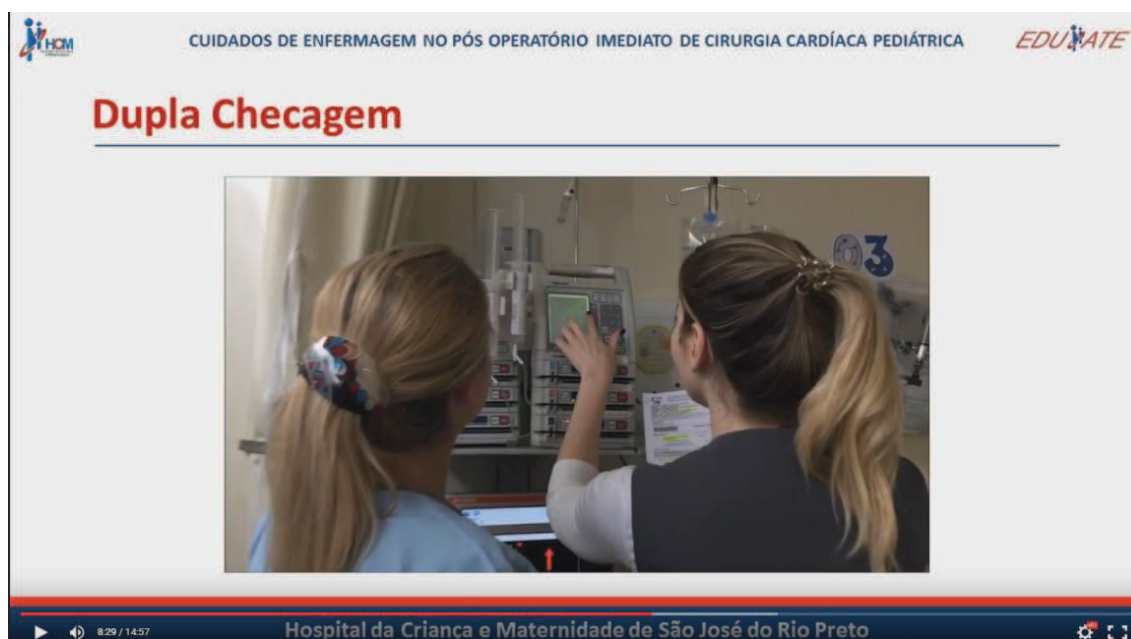 HCM
CUIDADOS DE ENFERMAGEM NO PÓS OPERATÓRIO IMEDIATO DE CIRURGIA CARDÍACA PEDIÁTRICA
EDUCATE
Dupla Checagem
03
8:29 / 14:57
Hospital da Criança e Maternidade de São José do Rio Preto